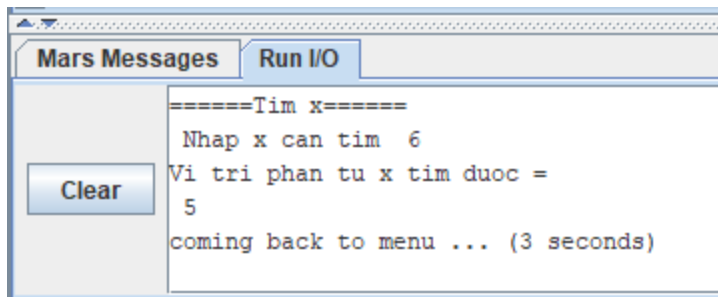 Mars Messages Run I/O
======Tim x======
Nhap x can tim  6
Vi tri phan tu x tim duoc =
Clear
5
coming back to menu ... (3 seconds)